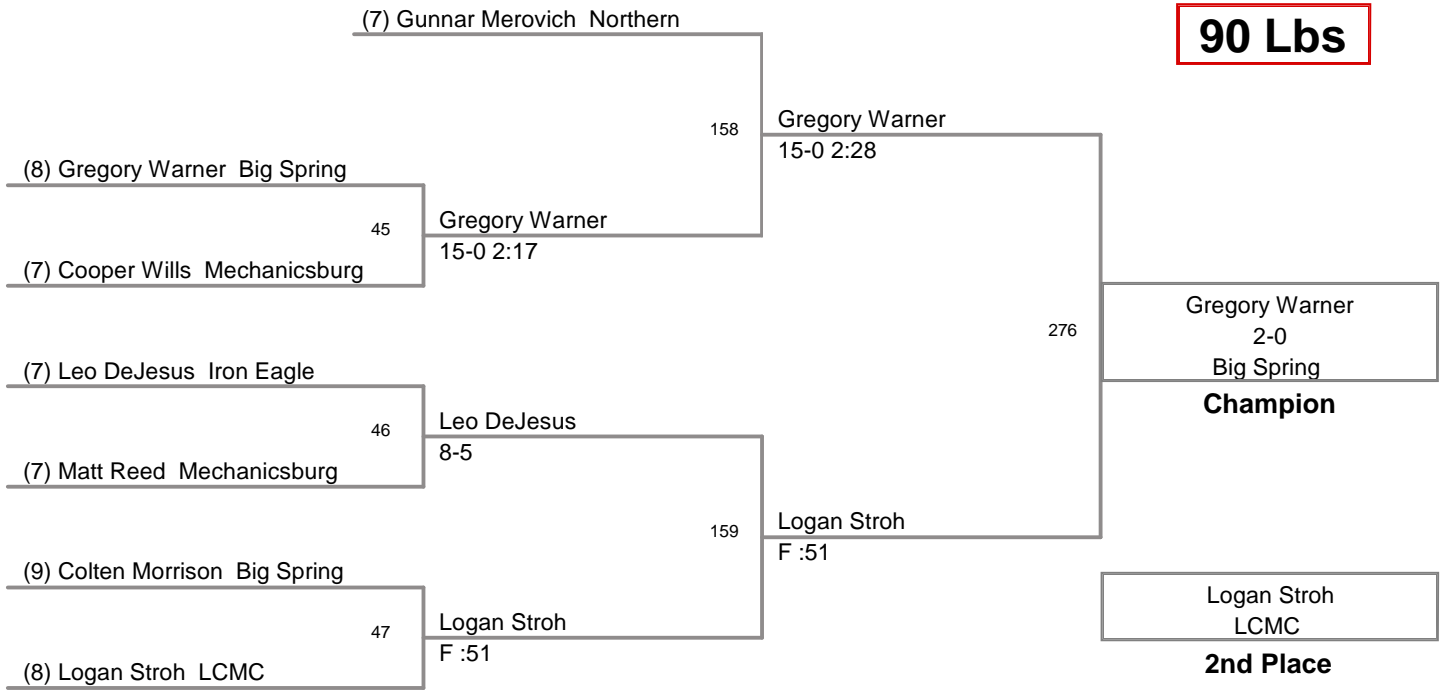 (7) Gunnar Merovich  Northern
90 Lbs
158
Gregory Warner
15-0 2:28
(8) Gregory Warner  Big Spring
45
Gregory Warner
15-0 2:17
(7) Cooper Wills  Mechanicsburg
276
Gregory Warner
2-0
Big Spring
Champion
(7) Leo DeJesus  Iron Eagle
46
Leo DeJesus
8-5
(7) Matt Reed  Mechanicsburg
159
Logan Stroh
F :51
(9) Colten Morrison  Big Spring
47
Logan Stroh
F :51
(8) Logan Stroh  LCMC
Logan Stroh
LCMC
2nd Place